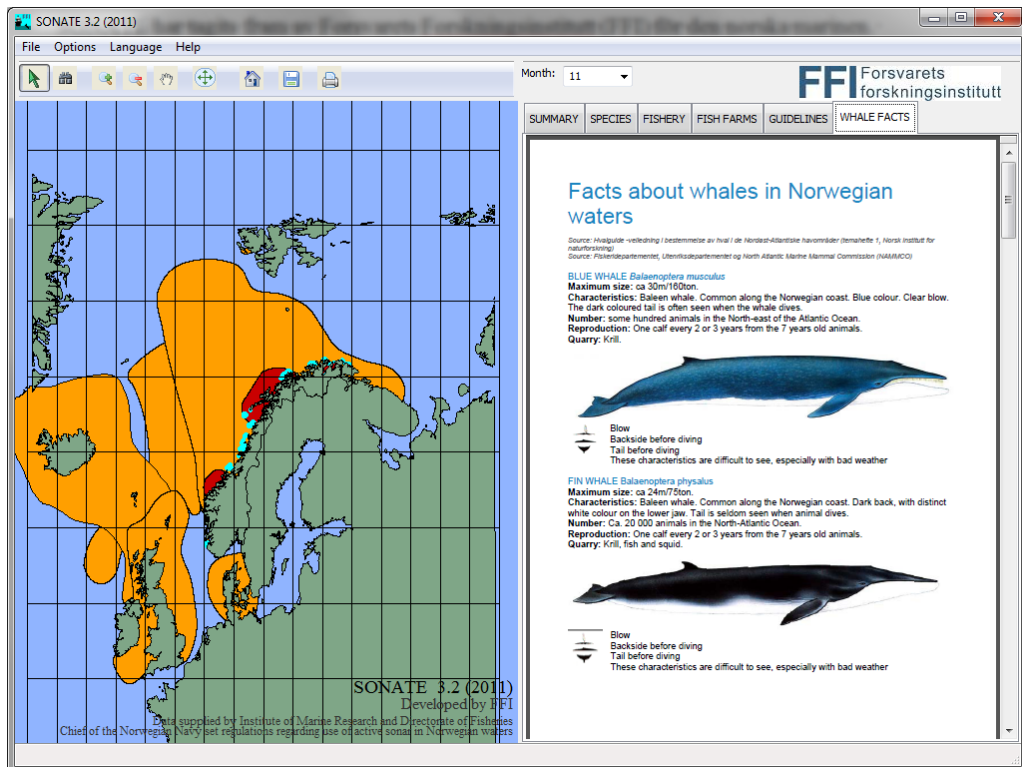 SONATE 3.2 (2011)
har tagits fram av Forsvarets Forskningsinstitutt (FFI) för den norska marinen.
File Options Language Help
Month: 11
FFI Forsvarets
forskningsinstitutt
SUMMARY SPECIES FISHERY FISH FARMS GUIDELINES WHALE FACTS
Facts about whales in Norwegian
waters
Source: Hvalguide -veiledning i bestemmelse av hval i de Nordøst-Atlantiske havområder (temahefte 1, Norsk institutt for
naturforskning)
Source: Fiskeridepartementet, Utenriksdepartementet og North Atlantic Marine Mammal Commission (NAMMCO)
BLUE WHALE Balaenoptera musculus
Maximum size: ca 30m/160ton.
Characteristics: Baleen whale. Common along the Norwegian coast. Blue colour. Clear blow.
The dark coloured tail is often seen when the whale dives.
Number: some hundred animals in the North-east of the Atlantic Ocean.
Reproduction: One calf every 2 or 3 years from the 7 years old animals.
Quarry: Krill.
Blow
Backside before diving
Tail before diving
These characteristics are difficult to see, especially with bad weather
FIN WHALE Balaenoptera physalus
Maximum size: ca 24m/75ton.
Characteristics: Baleen whale. Common along the Norwegian coast. Dark back, with distinct
white colour on the lower jaw. Tail is seldom seen when animal dives.
Number: Ca. 20 000 animals in the North-Atlantic Ocean.
Reproduction: One calf every 2 or 3 years from the 7 years old animals.
Quarry: Krill, fish and squid.
Blow
Backside before diving
Tail before diving
These characteristics are difficult to see, especially with bad weather
SONATE 3.2 (2011)
Developed by FFI
Data supplied by Institute of Marine Research and Directorate of Fisheries
Chief of the Norwegian Navy set regulations regarding use of active sonar in Norwegian waters